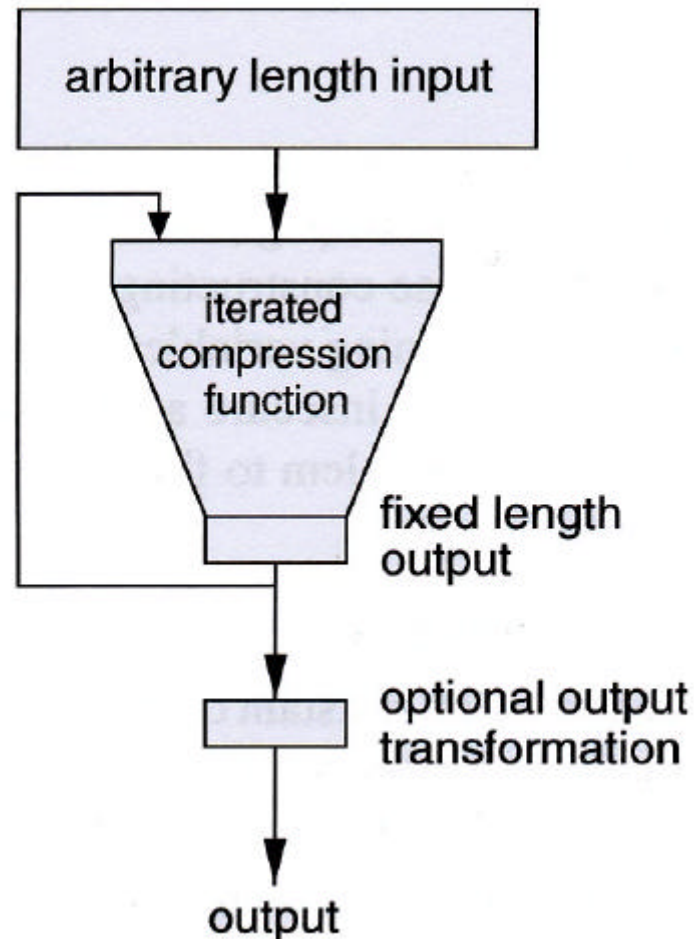 arbitrary length input
iterated
compression
function
fixed length
output
optional output
transformation
output